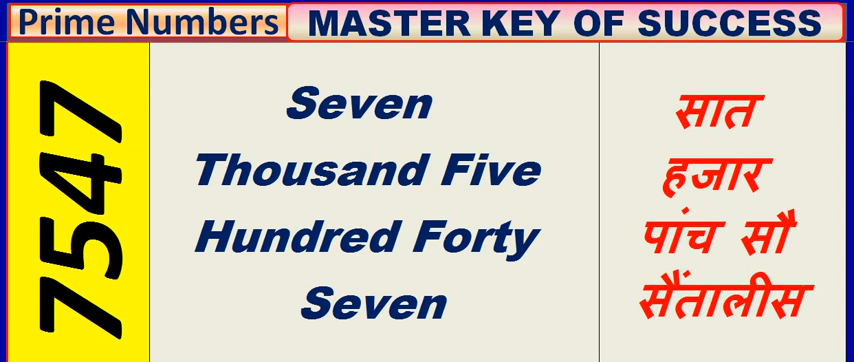 Prime Numbers
MASTER KEY OF SUCCESS
7547
Seven
Thousand Five
Hundred Forty
Seven
सात
हजार
पांच सौ
सैंतालीस